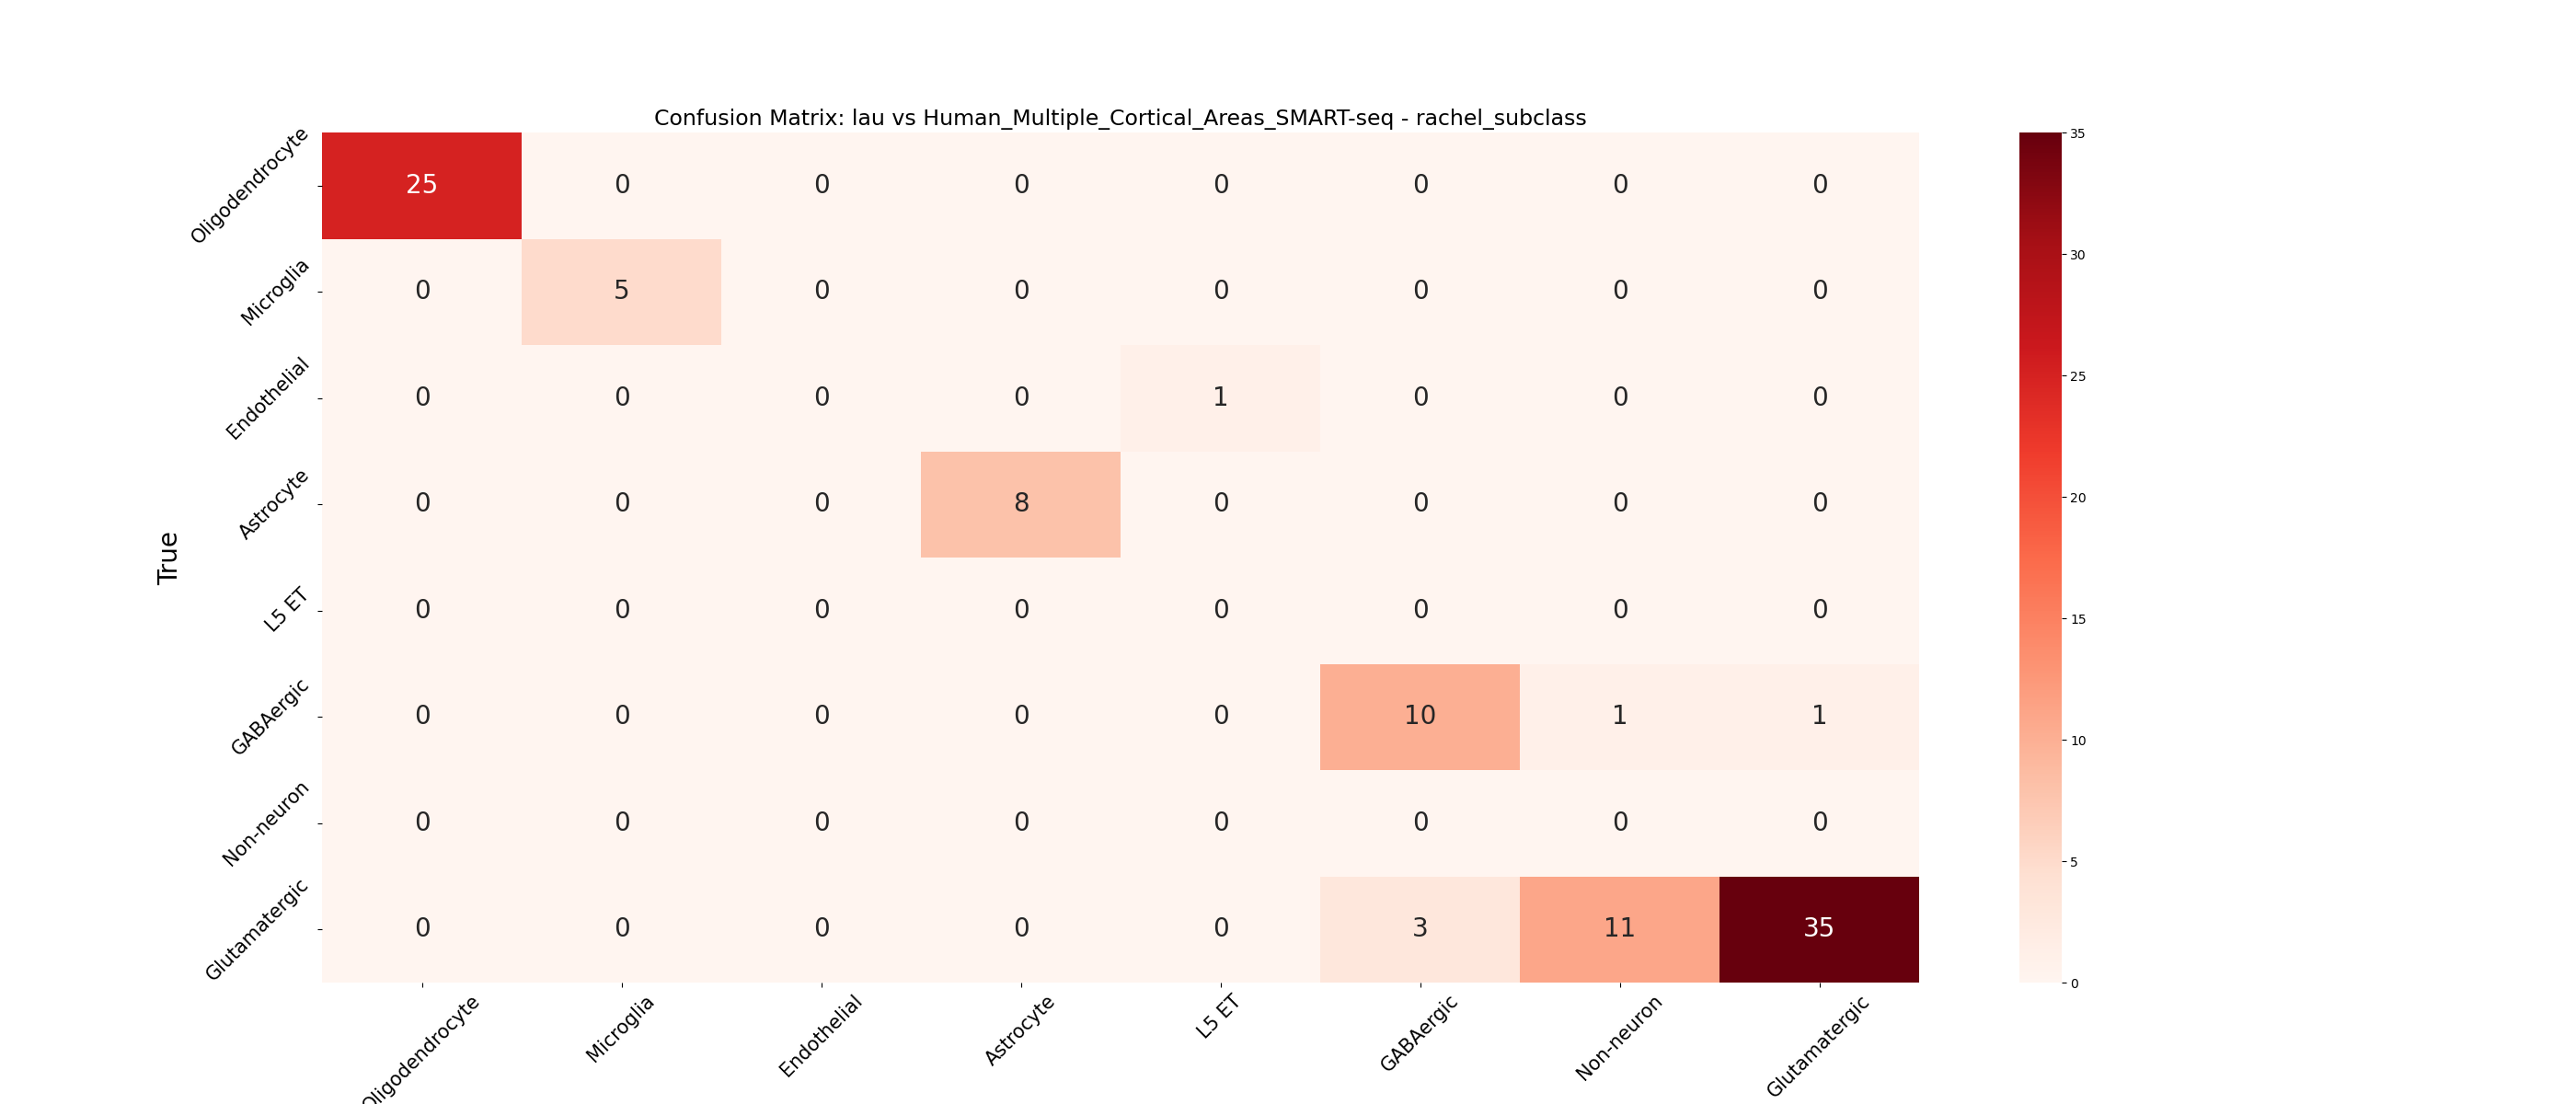 Confusion Matrix: lau vs Human_Multiple_Cortical_Areas_SMART-seq - rachel_subclass
True
Oligodendrocyte 25 0 0 0 0 0 0 0
Microglia 0 5 0 0 0 0 0 0
Endothelial 0 0 0 0 1 0 0 0
Astrocyte 0 0 0 8 0 0 0 0
L5 ET 0 0 0 0 0 0 0 0
GABAergic 0 0 0 0 0 10 1 1
Non-neuron 0 0 0 0 0 0 0 0
Glutamatergic 0 0 0 0 0 3 11 35
Oligodendrocyte Microglia Endothelial Astrocyte L5 ET GABAergic Non-neuron Glutamatergic
35
30
25
20
15
10
5
0